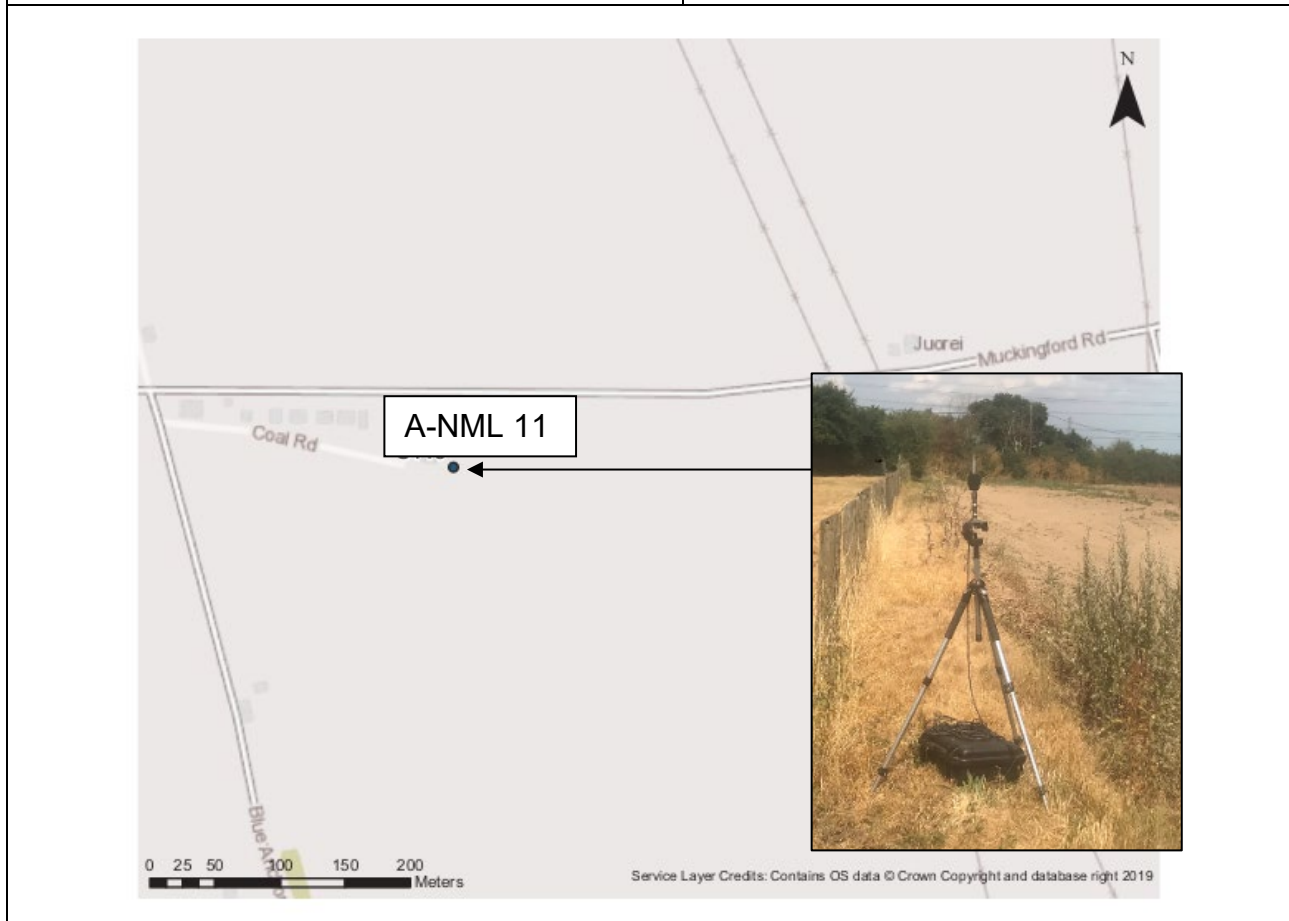 N
Juorei
Muckingford Rd
A-NML 11
Coal Rd
Blue
0 25 50 100 150 200
Meters
Service Layer Credits: Contains OS data © Crown Copyright and database right 2019